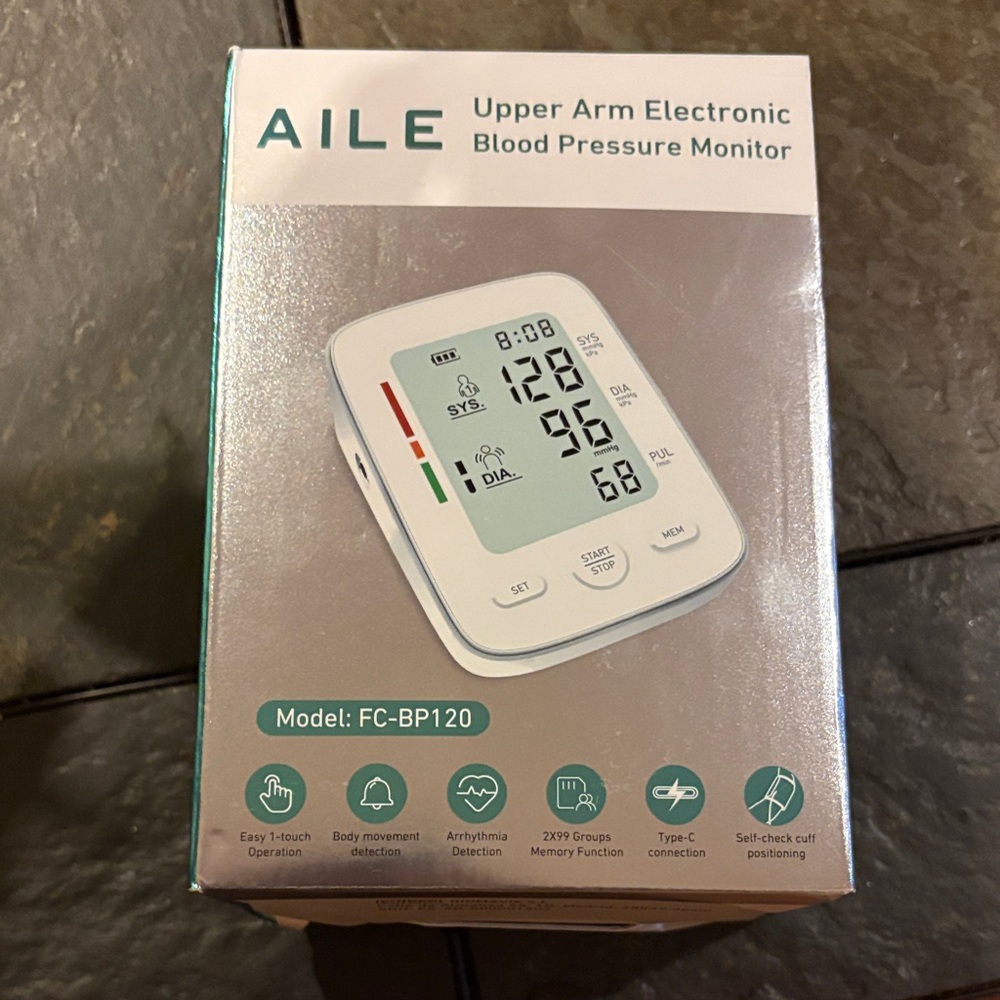 AILE
Upper Arm Electronic
Blood Pressure Monitor
8:08
SYS
mmHg
kPa
SYS.
128
DIA
mmHg
kPa
96
mmHg
DIA.
PUL
/min
68
SET
START
STOP
MEM
Model: FC-BP120
Easy 1-touch
Operation
Body movement
detection
Arrhythmia
Detection
2X99 Groups
Memory Function
Type-C
connection
Self-check cuff
positioning